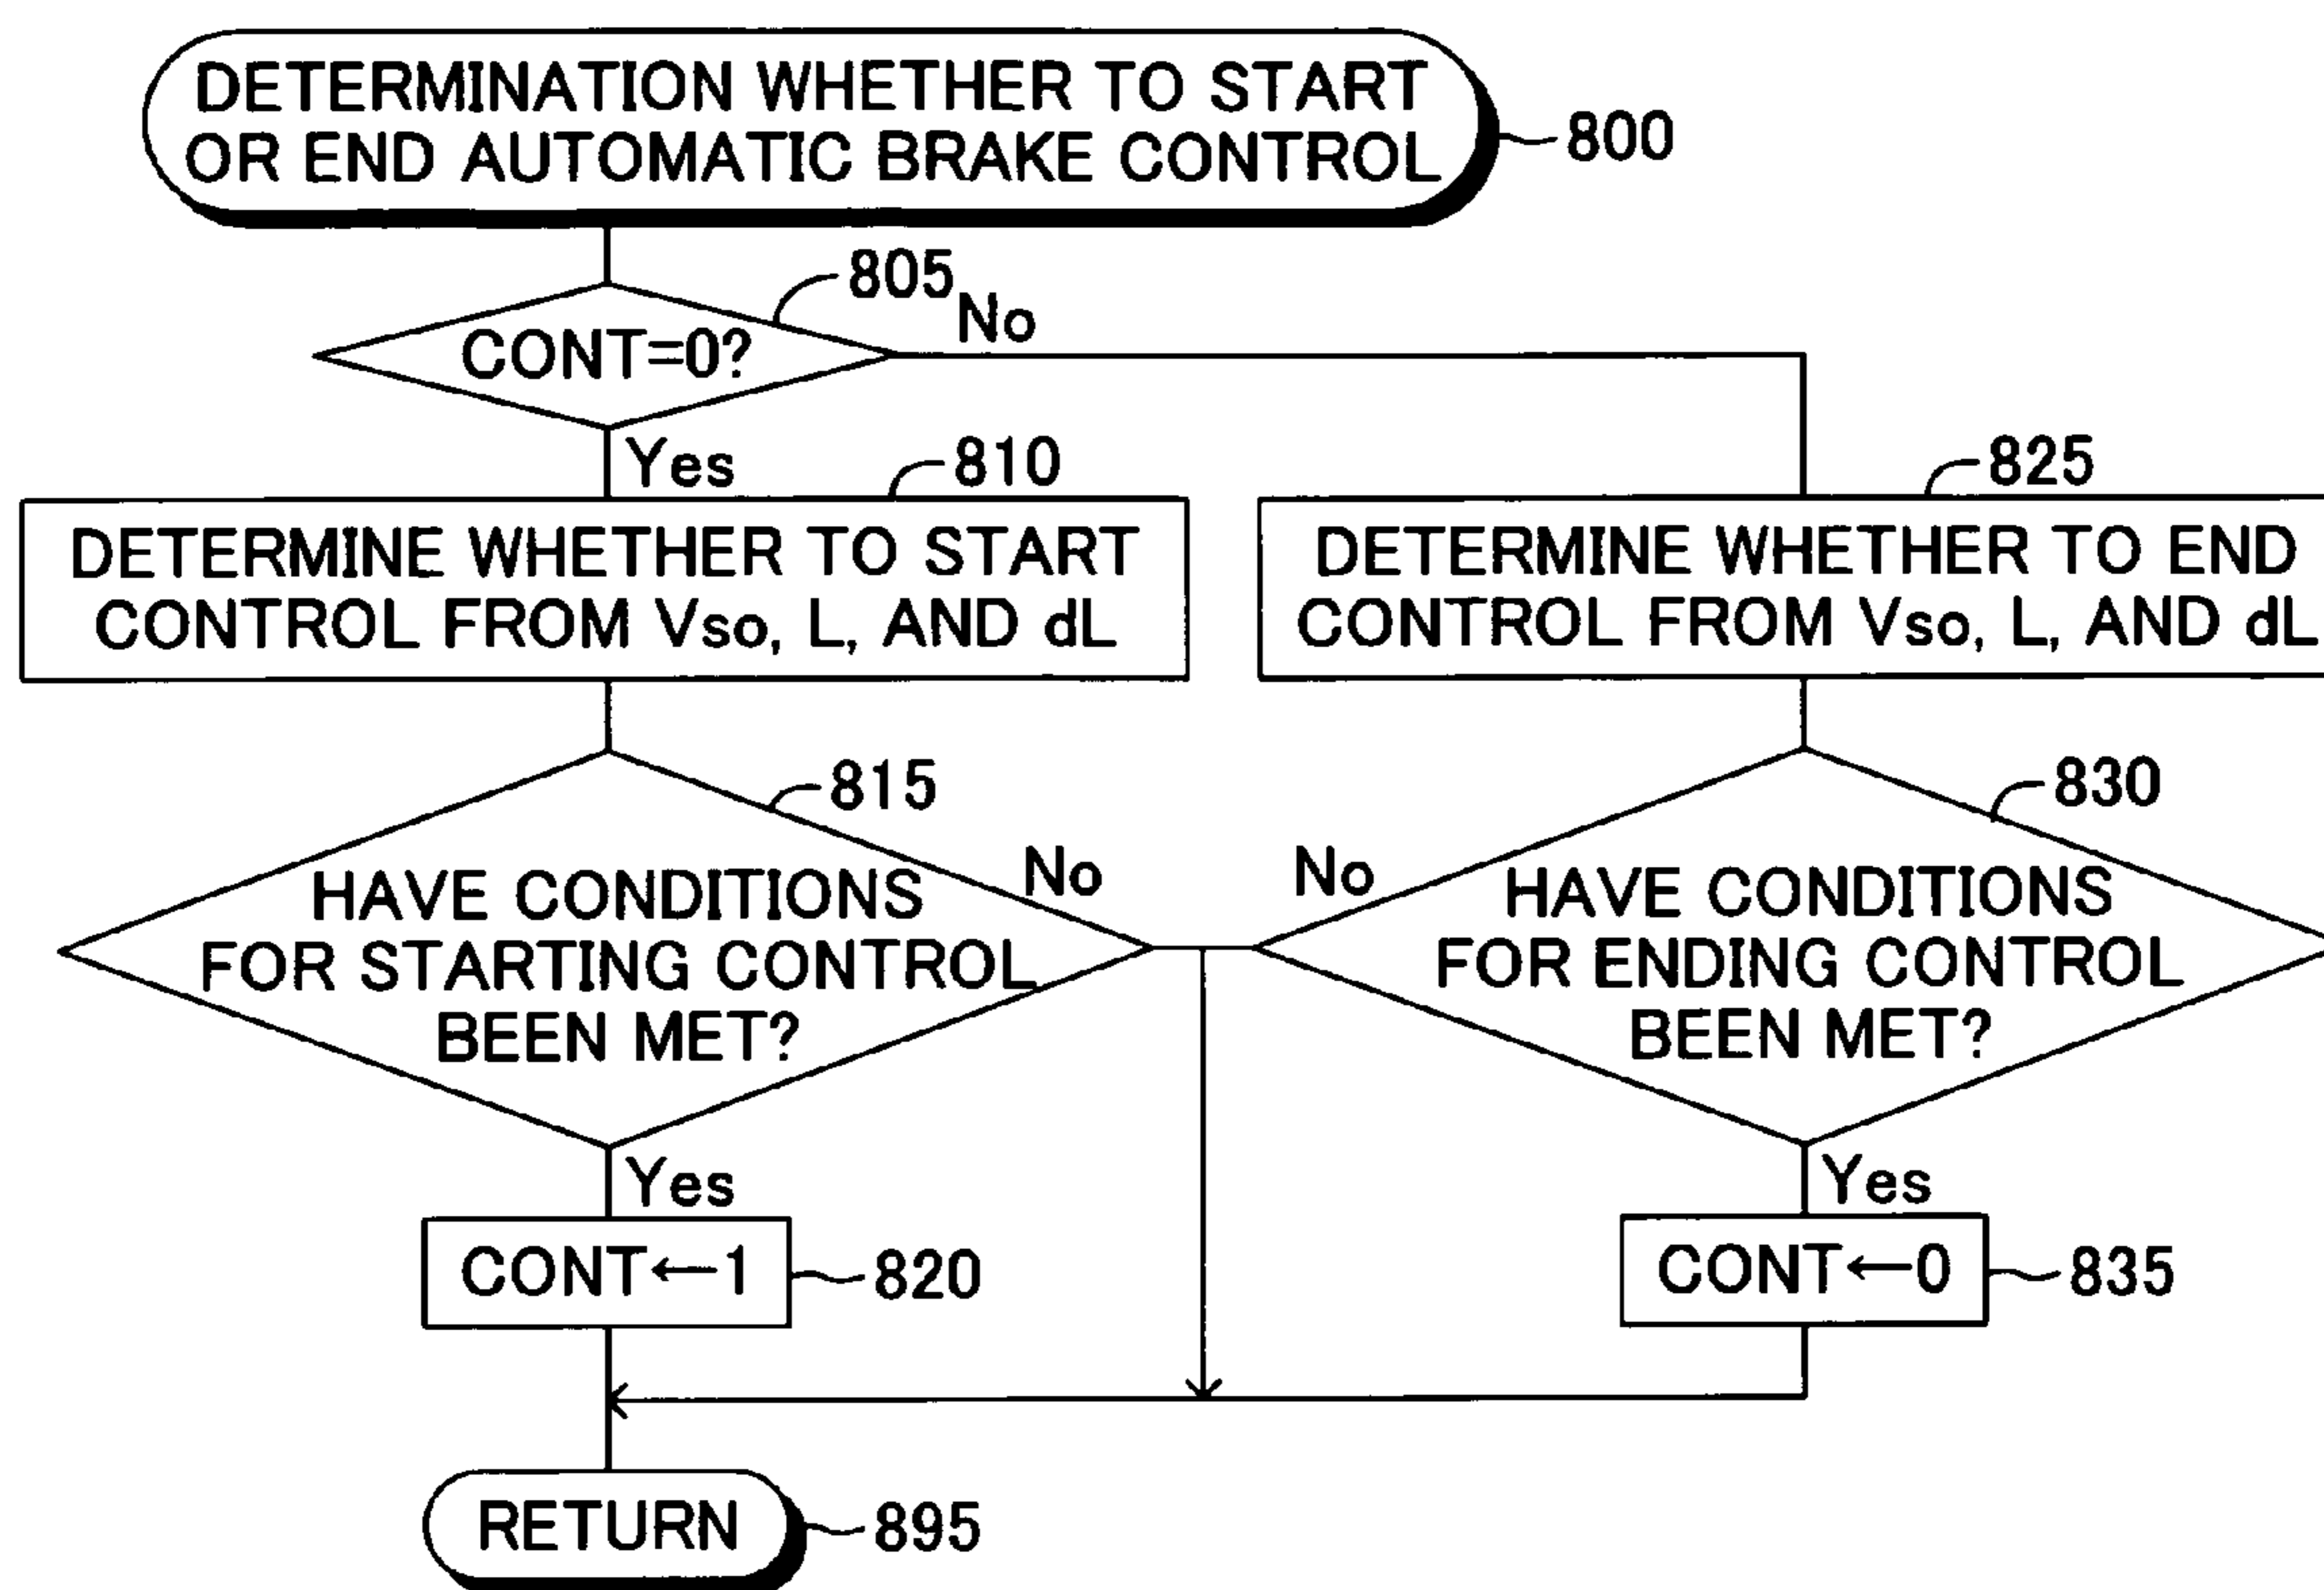 DETERMINATION WHETHER TO START
OR END AUTOMATIC BRAKE CONTROL
800
805
CONT=0?
No
Yes
810
DETERMINE WHETHER TO START
CONTROL FROM Vso, L, AND dL
825
DETERMINE WHETHER TO END
CONTROL FROM Vso, L, AND dL
815
HAVE CONDITIONS
FOR STARTING CONTROL
BEEN MET?
No
830
No
HAVE CONDITIONS
FOR ENDING CONTROL
BEEN MET?
Yes
CONT←1
820
Yes
CONT←0
835
RETURN
895